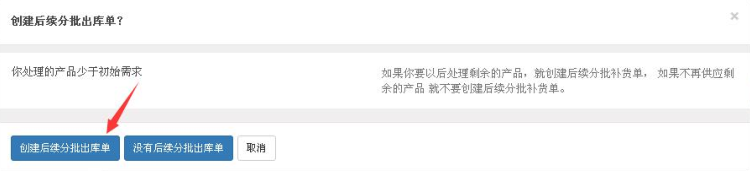 创建后续分批出库单？
×
你处理的产品少于初始需求
如果你要以后处理剩余的产品，就创建后续分批补货单， 如果不再供应剩
余的产品 就不要创建后续分批补货单。
创建后续分批出库单 没有后续分批出库单 取消